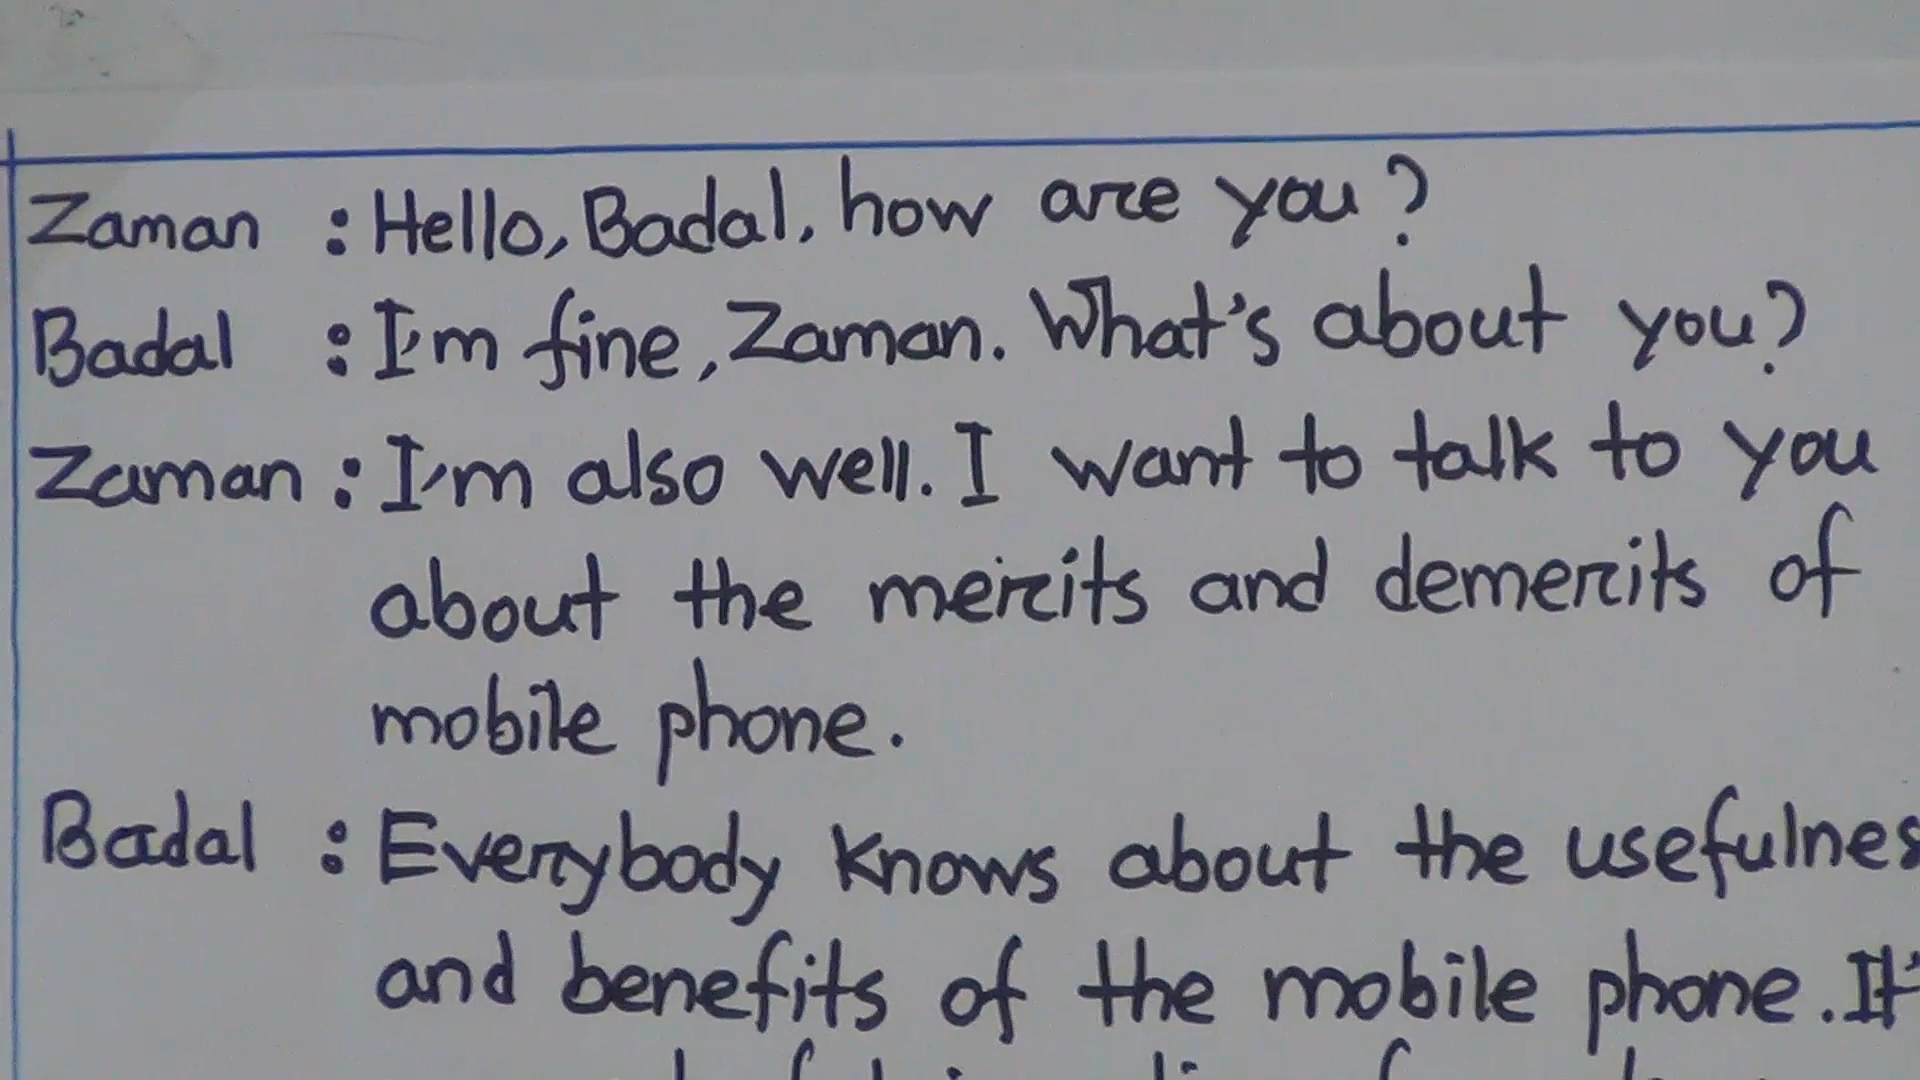 Zaman : Hello, Badal, how are you?
Badal : I'm fine, Zaman. What's about you?
Zaman : I'm also well. I want to talk to you
about the merits and demerits of
mobile phone.
Badal : Everybody knows about the usefulnes
and benefits of the mobile phone. It's